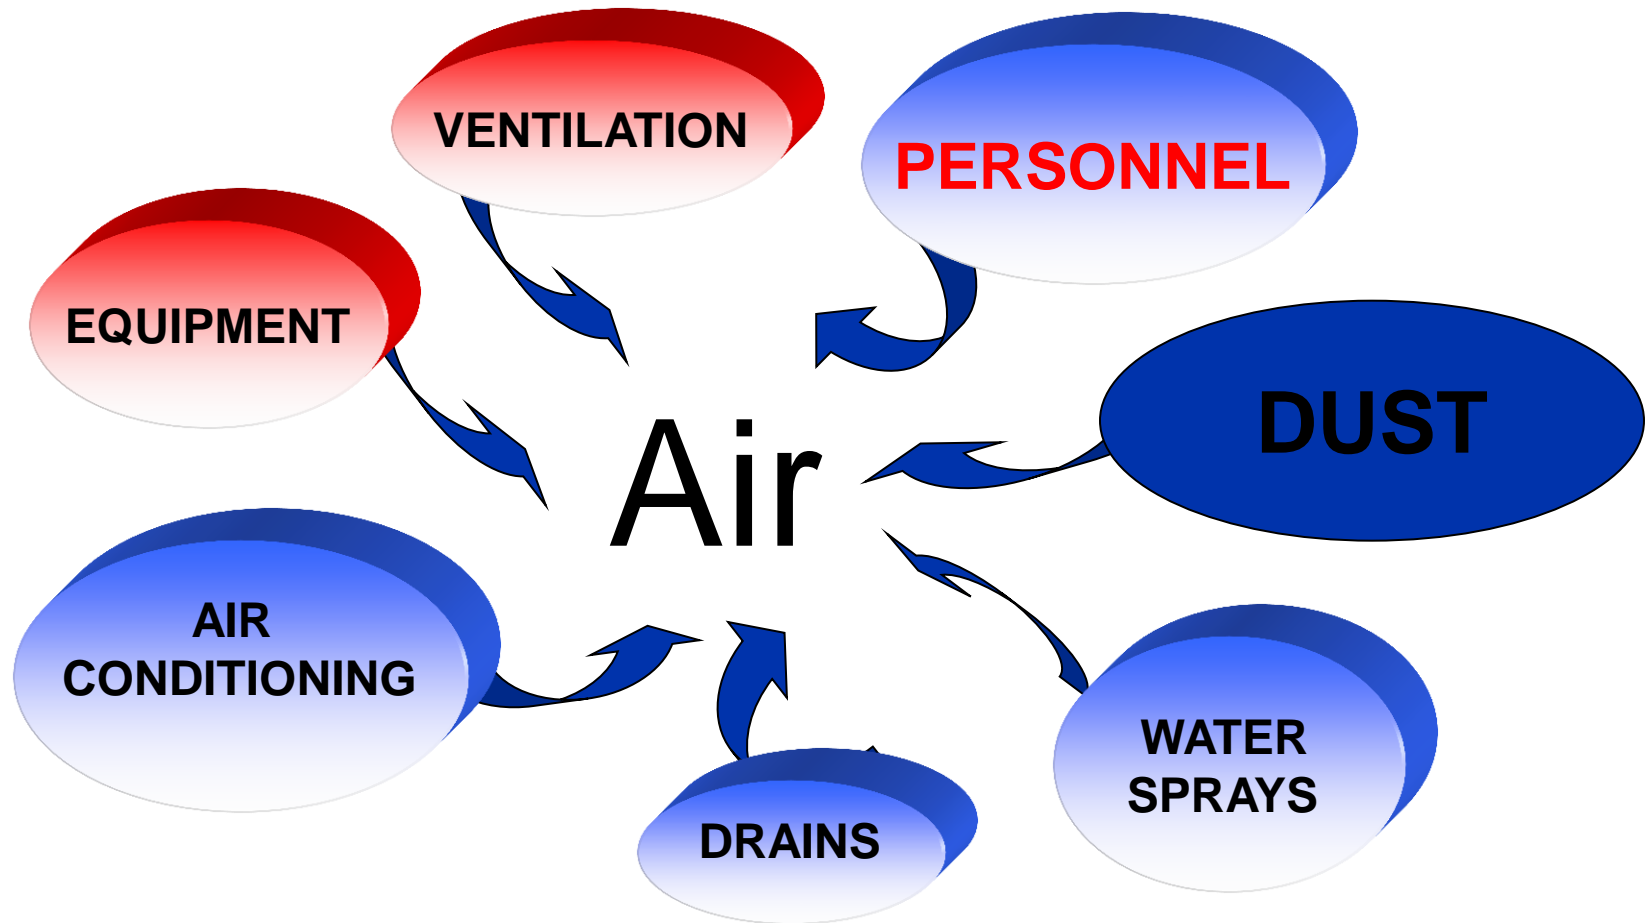 VENTILATION
PERSONNEL
EQUIPMENT
DUST
Air
AIR
CONDITIONING
WATER
SPRAYS
DRAINS